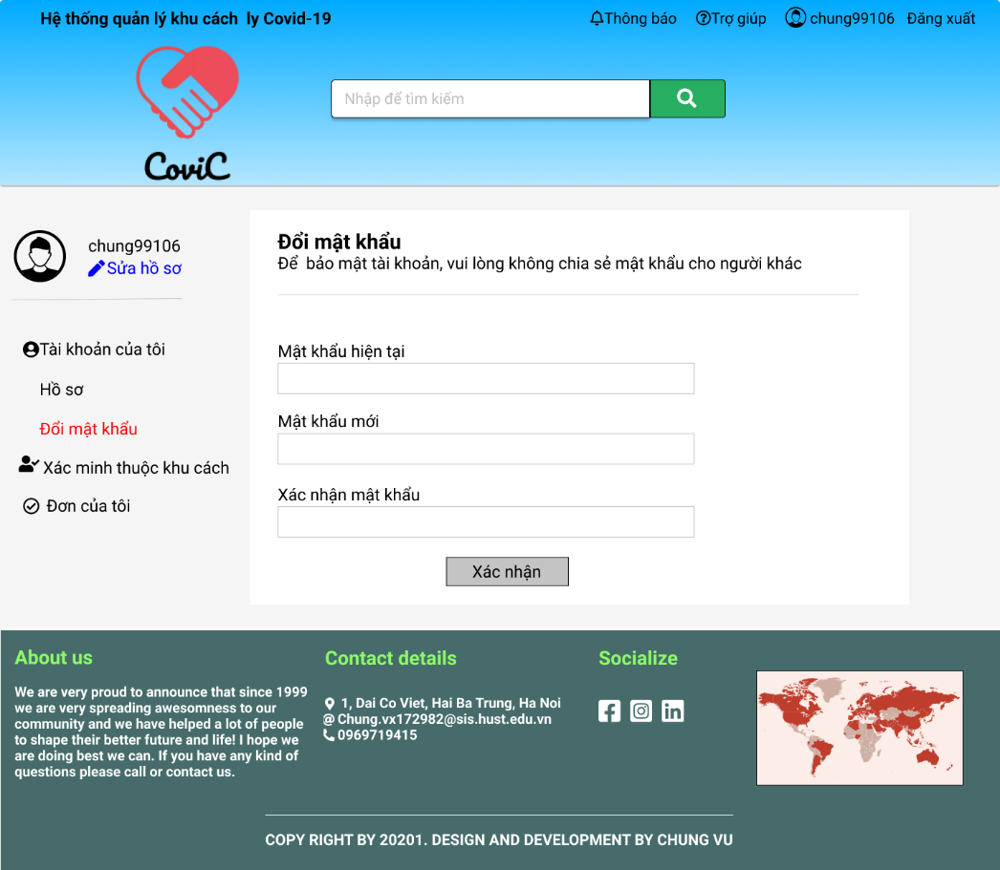 Hệ thống quản lý khu cách ly Covid-19
Thông báo
Trợ giúp
chung99106
Đăng xuất
Nhập để tìm kiếm
CoviC
chung99106
Sửa hồ sơ
Tài khoản của tôi
Hồ sơ
Đổi mật khẩu
Xác minh thuộc khu cách
Đơn của tôi
Đổi mật khẩu
Để bảo mật tài khoản, vui lòng không chia sẻ mật khẩu cho người khác
Mật khẩu hiện tại
Mật khẩu mới
Xác nhận mật khẩu
Xác nhận
About us
We are very proud to announce that since 1999
we are very spreading awesomness to our
community and we have helped a lot of people
to shape their better future and life! I hope we
are doing best we can. If you have any kind of
questions please call or contact us.
Contact details
1, Dai Co Viet, Hai Ba Trung, Ha Noi
@ Chung.vx172982@sis.hust.edu.vn
0969719415
Socialize
COPY RIGHT BY 20201. DESIGN AND DEVELOPMENT BY CHUNG VU